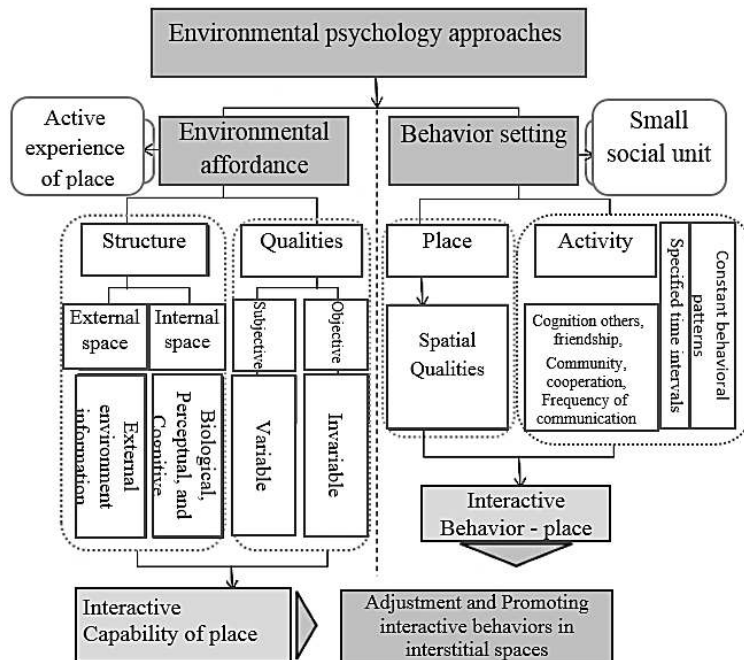 Environmental psychology approaches
Active
experience
of place
Environmental
affordance
Behavior setting
Small
social unit
Structure
Qualities
Place
Activity
External
space
Internal
space
Subjective
Objective
Spatial
Qualities
Cognition others,
friendship,
Community,
cooperation,
Frequency of
communication
Specified time intervals
Constant behavioral
patterns
External
environment
information
Biological,
Perceptual, and
Cognitive
Variable
Invariable
Interactive
Behavior - place
Interactive
Capability of place
Adjustment and Promoting
interactive behaviors in
interstitial spaces